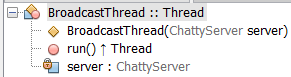 BroadcastThread :: Thread
BroadcastThread(ChattyServer server)
run() ↑ Thread
server : ChattyServer